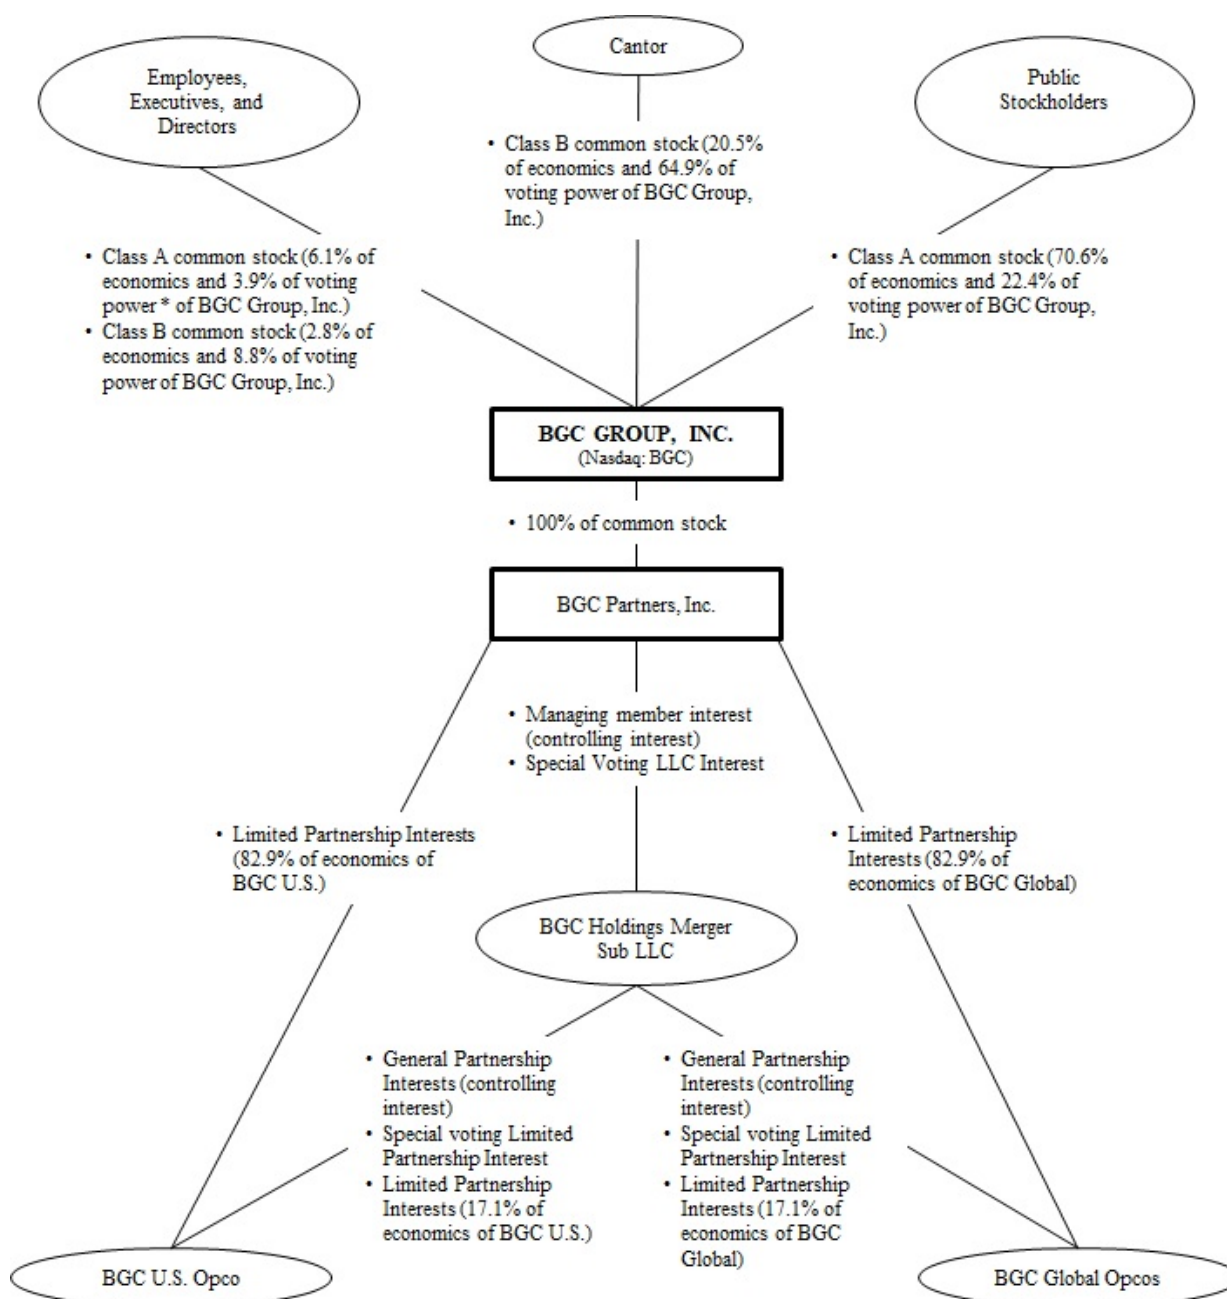 Employees,
Executives, and
Directors
Cantor
Public
Stockholders
• Class B common stock (20.5%
of economics and 64.9% of
voting power of BGC Group,
Inc.)
• Class A common stock (6.1% of
economics and 3.9% of voting
power * of BGC Group, Inc.)
• Class B common stock (2.8% of
economics and 8.8% of voting
power of BGC Group, Inc.)
• Class A common stock (70.6%
of economics and 22.4% of
voting power of BGC Group,
Inc.)
BGC GROUP, INC.
(Nasdaq: BGC)
• 100% of common stock
BGC Partners, Inc.
• Managing member interest
(controlling interest)
• Special Voting LLC Interest
• Limited Partnership Interests
(82.9% of economics of
BGC U.S.)
• Limited Partnership
Interests (82.9% of
economics of BGC Global)
BGC Holdings Merger
Sub LLC
• General Partnership
Interests (controlling
interest)
• Special voting Limited
Partnership Interest
• Limited Partnership
Interests (17.1% of
economics of BGC U.S.)
• General Partnership
Interests (controlling
interest)
• Special voting Limited
Partnership Interest
• Limited Partnership
Interests (17.1% of
economics of BGC
Global)
BGC U.S. Opco
BGC Global Opcos